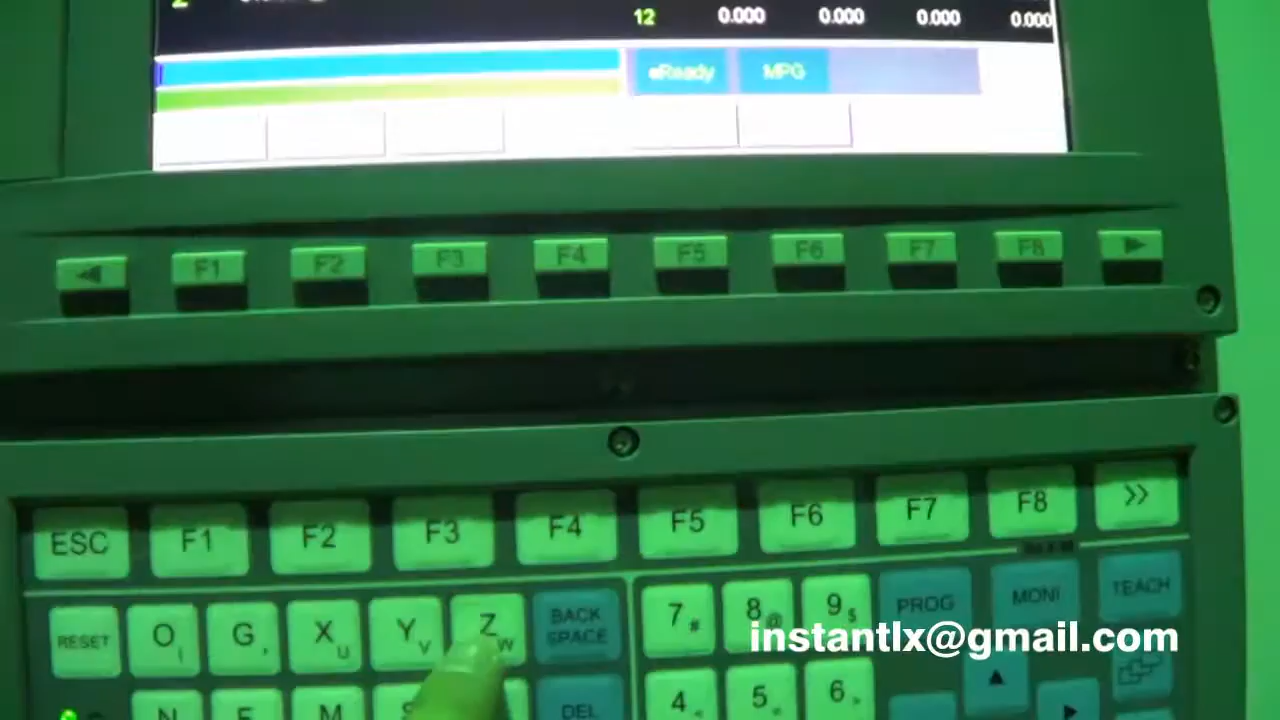 12 0.000 0.000 0.000 0.000
eReady MPG
◀ F1 F2 F3 F4 F5 F6 F7 F8 ▶
ESC F1 F2 F3 F4 F5 F6 F7 F8 >>
RESET O I G , X U Y V Z W BACK SPACE 7 # 8 @ 9 $ PROG MONI TEACH
instantlx@gmail.com
N F M DEL 4 < 5 = 6 > ▲ ▶